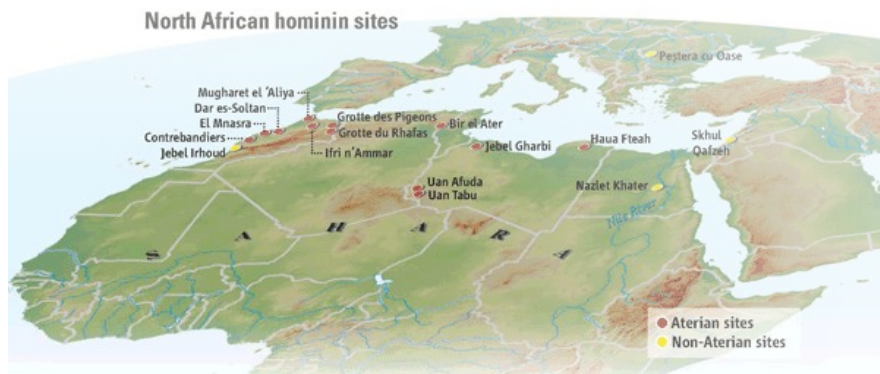 North African hominin sites
Peştera cu Oase
Mugharet el 'Aliya
Dar es-Soltan
El Mnasra
Contrebandiers
Jebel Irhoud
Grotte des Pigeons
Grotte du Rhafas
Ifri n'Ammar
Bir el Ater
Jebel Gharbi
Haua Fteah
Skhul
Qafzeh
Uan Afuda
Uan Tabu
Nazlet Khater
Nile River
SAHARA
Aterian sites
Non-Aterian sites